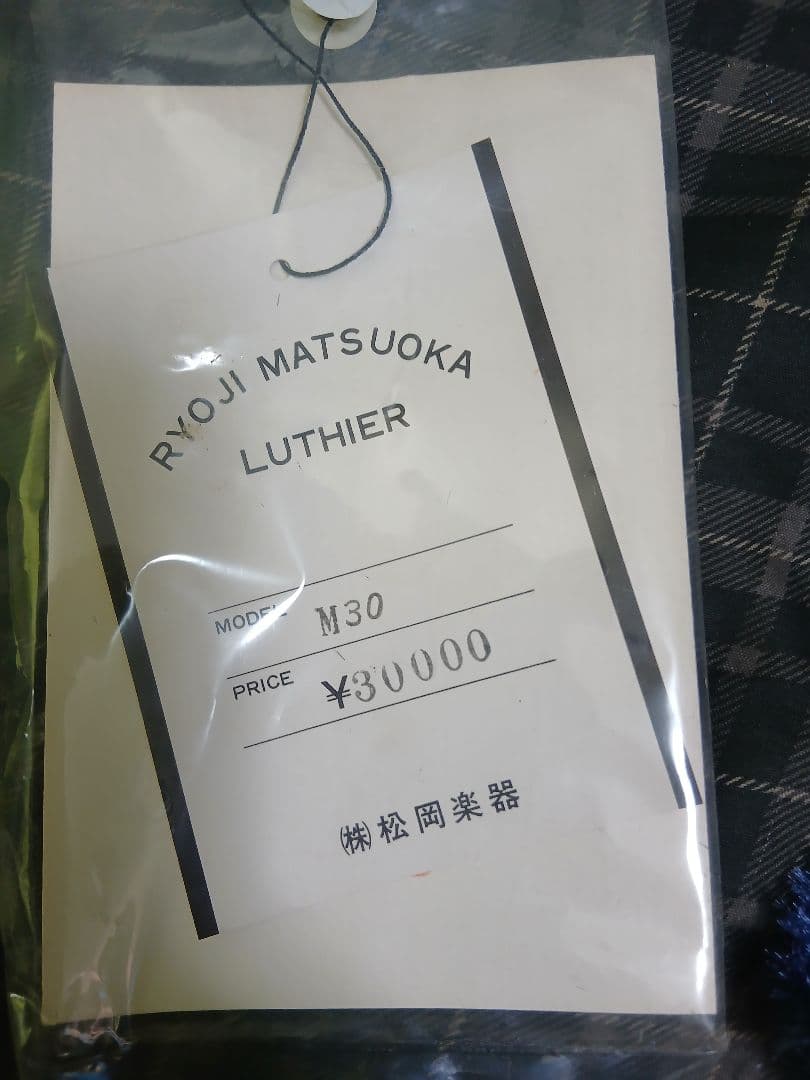 RYOJI MATSUOKA
LUTHIER
MODEL M30
PRICE ¥30000
㈱松岡楽器